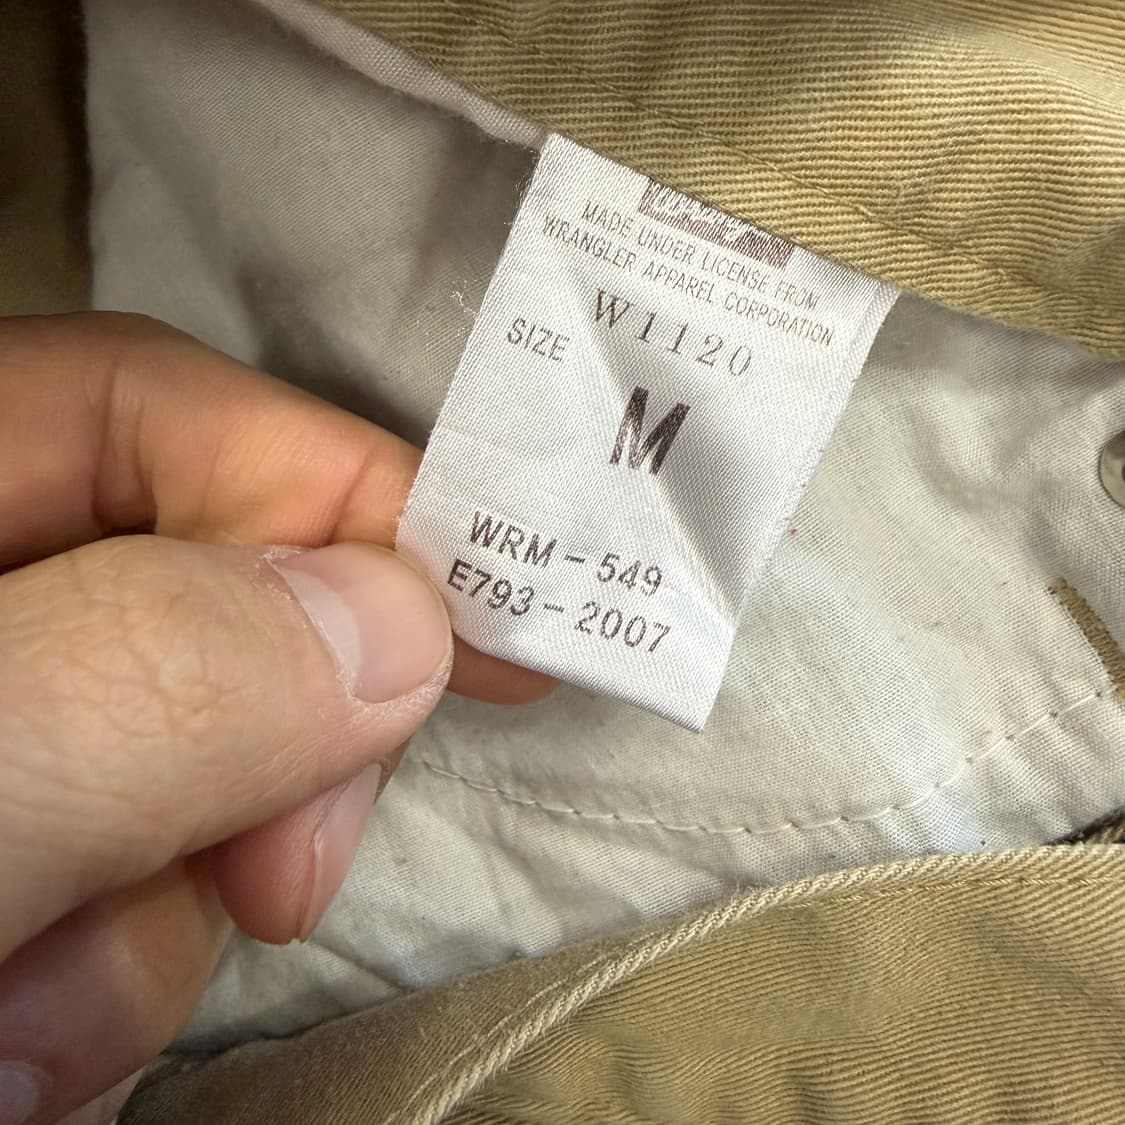 MADE UNDER LICENSE FROM
WRANGLER APPAREL CORPORATION
W1120
SIZE
M
WRM-549
E793-2007